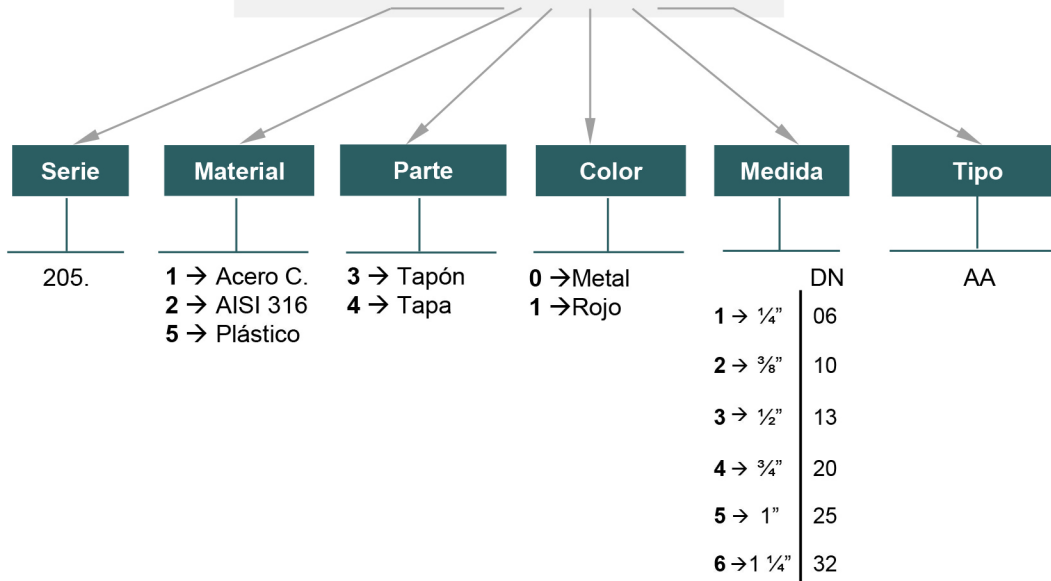 Serie
Material
Parte
Color
Medida
Tipo
205.
1 → Acero C.
2 → AISI 316
5 → Plástico
3 → Tapón
4 → Tapa
0 →Metal
1 →Rojo
DN
1 → ¼” 06
2 → ⅜” 10
3 → ½” 13
4 → ¾” 20
5 → 1” 25
6 →1 ¼” 32
AA